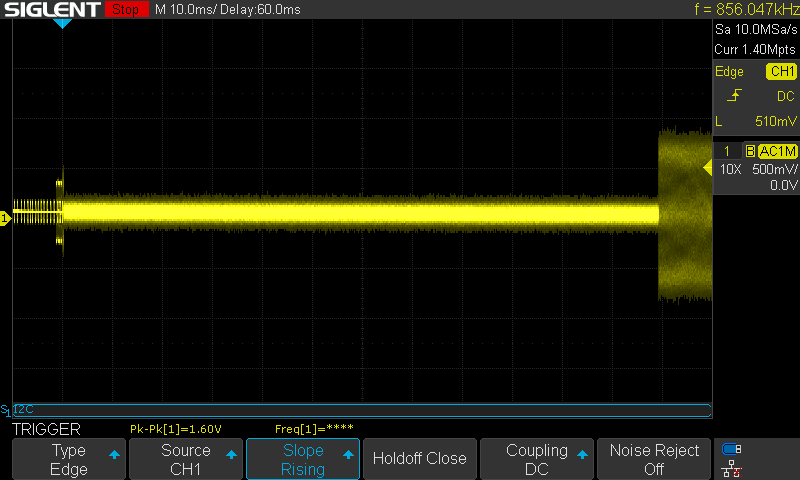 SIGLENT Stop M 10.0ms/ Delay:60.0ms f = 856.047kHz
Sa 10.0MSa/s
Curr 1.40Mpts
Edge CH1
DC
L 510mV
1 B AC1M
10X 500mV/
0.0V
1
S1 I2C
TRIGGER Pk-Pk[1]=1.60V Freq[1]=****
Type Source Slope Holdoff Close Coupling Noise Reject
Edge CH1 Rising DC Off